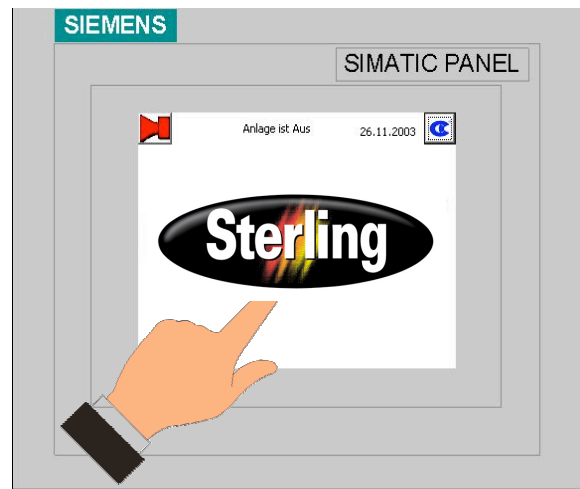 SIEMENS
SIMATIC PANEL
Anlage ist Aus
26.11.2003
Sterling